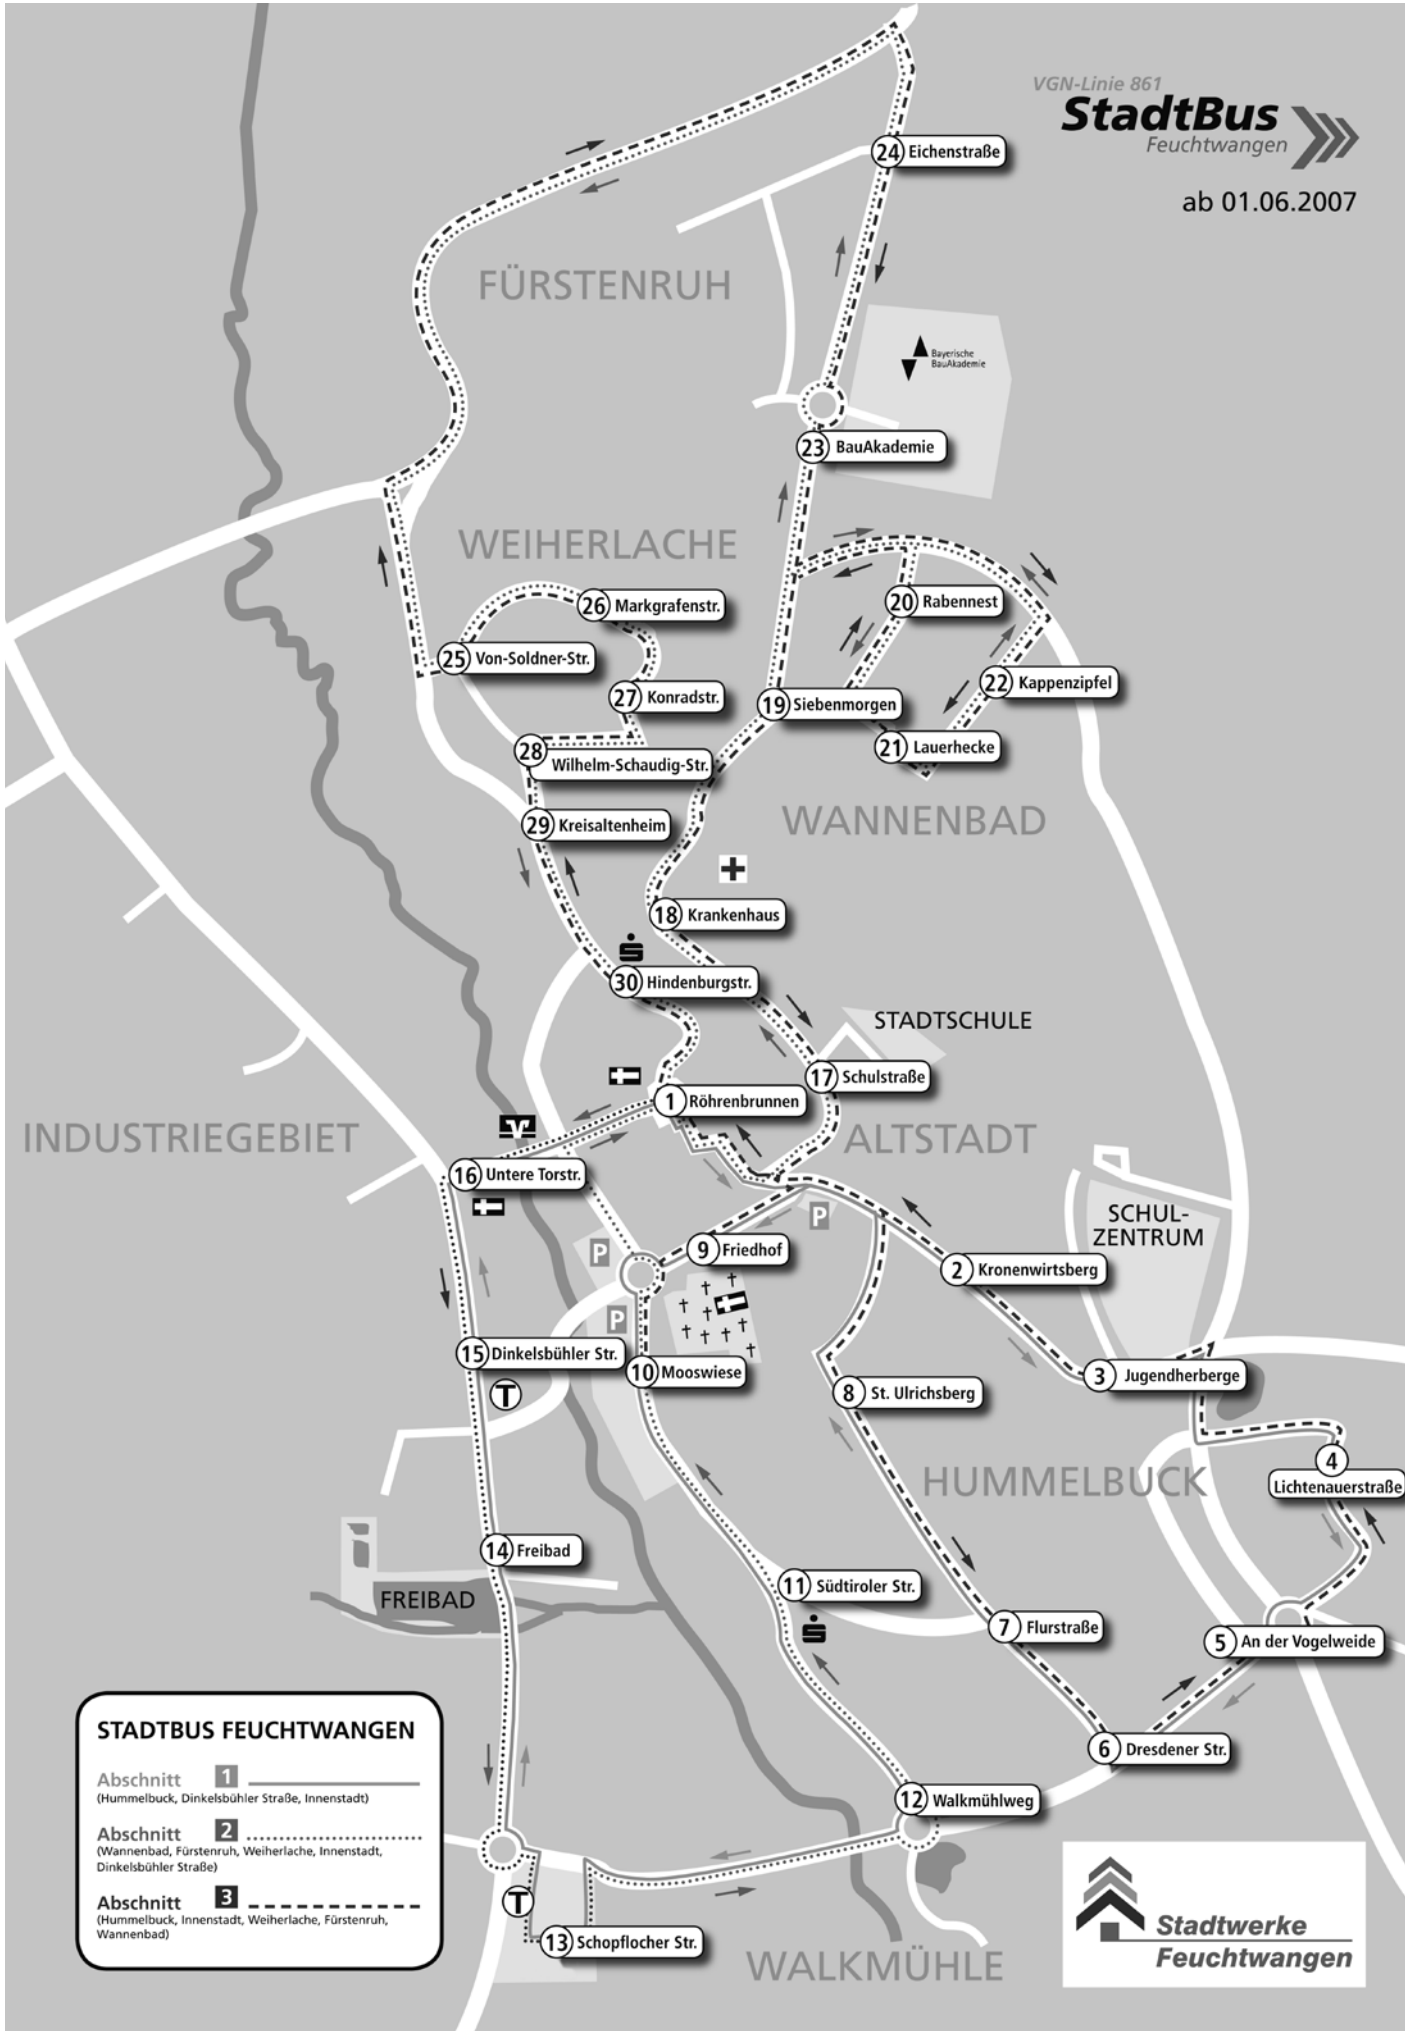 VGN-Linie 861
StadtBus
Feuchtwangen
ab 01.06.2007
24 Eichenstraße
FÜRSTENRUH
Bayerische
BauAkademie
23 BauAkademie
WEIHERLACHE
26 Markgrafenstr.
20 Rabennest
25 Von-Soldner-Str.
27 Konradstr.
22 Kappenzipfel
19 Siebenmorgen
28
Wilhelm-Schaudig-Str.
21 Lauerhecke
29 Kreisaltenheim
WANNENBAD
18 Krankenhaus
30 Hindenburgstr.
STADTSCHULE
17 Schulstraße
1 Röhrenbrunnen
INDUSTRIEGEBIET
ALTSTADT
16 Untere Torstr.
P
SCHUL-
ZENTRUM
P
9 Friedhof
2 Kronenwirtsberg
P
15 Dinkelsbühler Str.
10 Mooswiese
3 Jugendherberge
T
8 St. Ulrichsberg
4
Lichtenauerstraße
HUMMELBUCK
14 Freibad
FREIBAD
11 Südtiroler Str.
7 Flurstraße
5 An der Vogelweide
6 Dresdener Str.
12 Walkmühlweg
T
13 Schopflocher Str.
WALKMÜHLE
STADTBUS FEUCHTWANGEN
Abschnitt 1
(Hummelbuck, Dinkelsbühler Straße, Innenstadt)
Abschnitt 2
(Wannenbad, Fürstenruh, Weiherlache, Innenstadt,
Dinkelsbühler Straße)
Abschnitt 3
(Hummelbuck, Innenstadt, Weiherlache, Fürstenruh,
Wannenbad)
Stadtwerke
Feuchtwangen